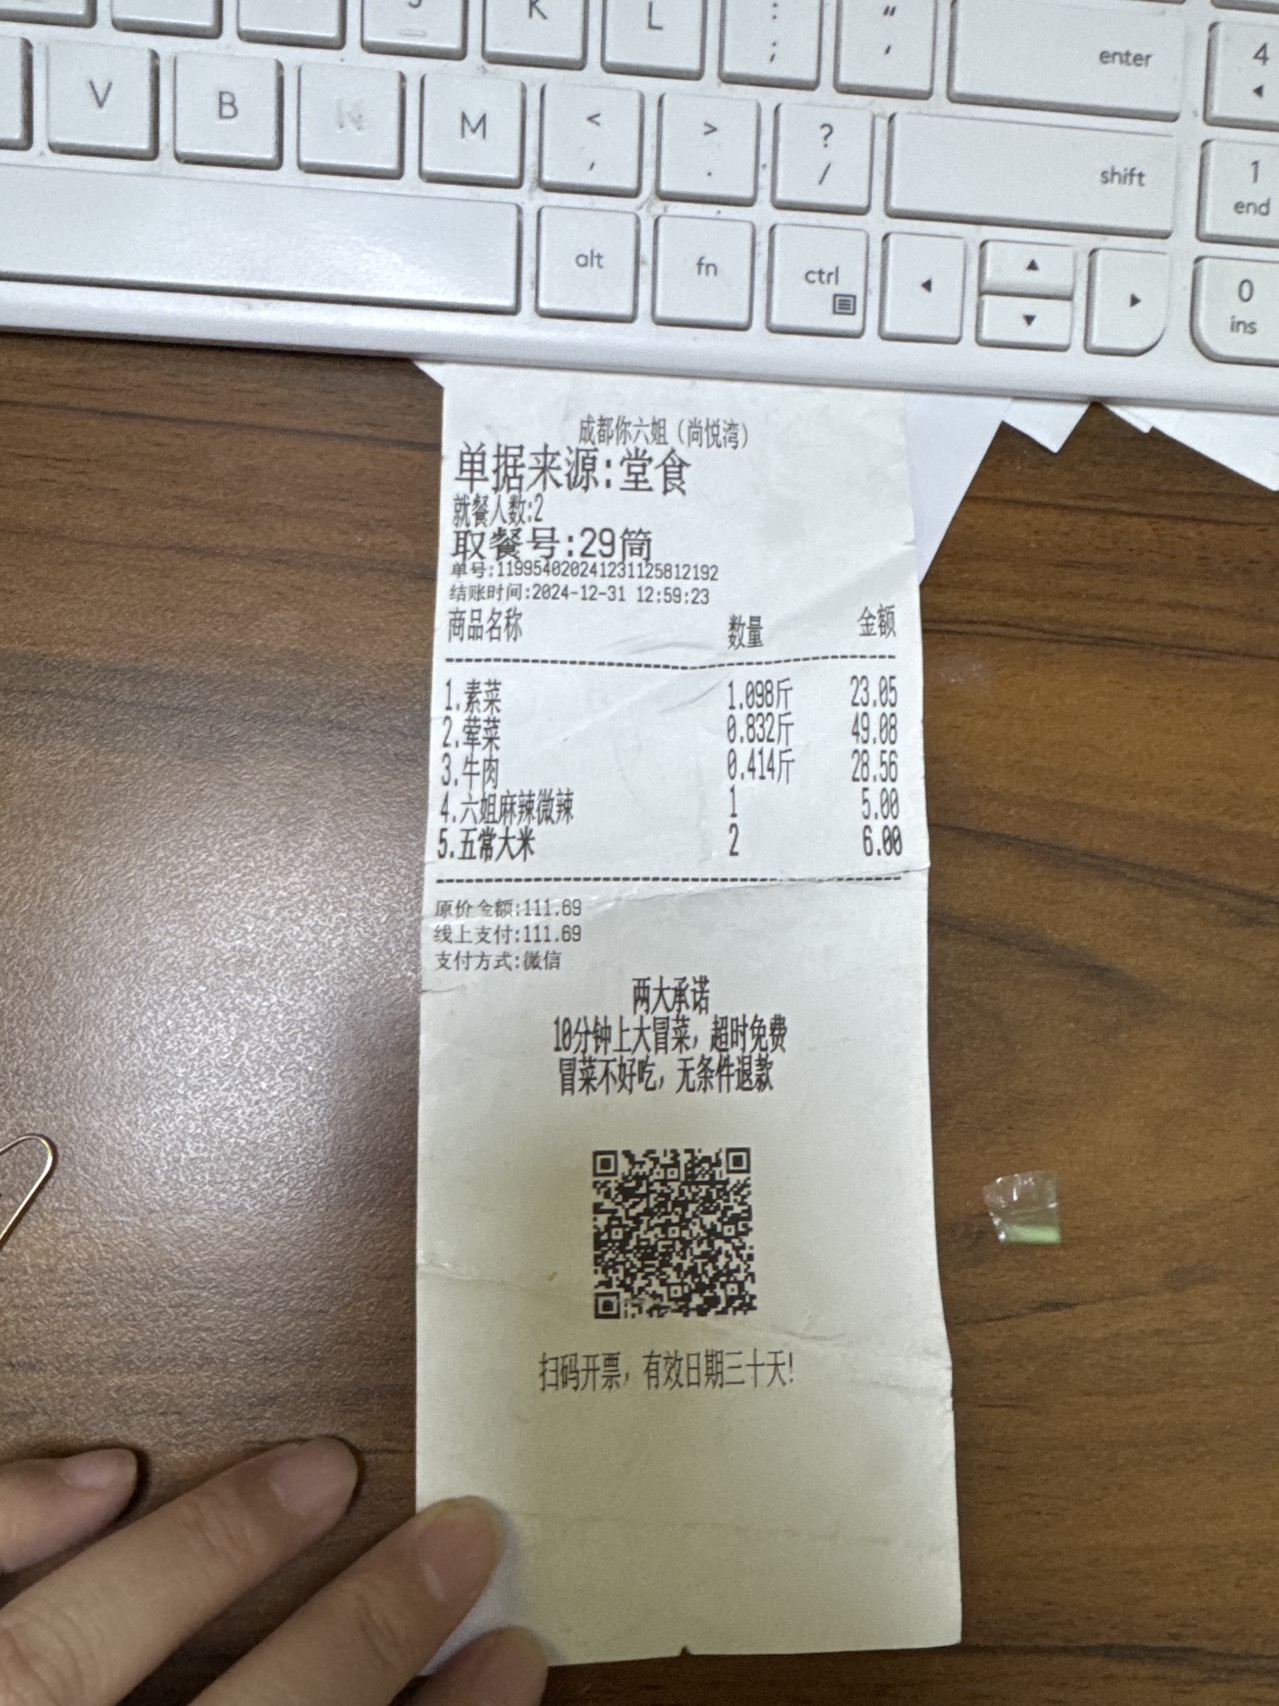 K L : ;
" '
enter
4
V B N M < , > . ? / shift
1 end
alt fn ctrl
0 ins
成都你六姐（尚悦湾）
单据来源:堂食
就餐人数:2
取餐号:29筒
单号:119954020241231125812192
结账时间:2024-12-31 12:59:23
商品名称 数量 金额
1.素菜 1.098斤 23.05
2.荤菜 0.832斤 49.08
3.牛肉 0.414斤 28.56
4.六姐麻辣微辣 1 5.00
5.五常大米 2 6.00
原价金额:111.69
线上支付:111.69
支付方式:微信
两大承诺
10分钟上大冒菜，超时免费
冒菜不好吃，无条件退款
扫码开票，有效日期三十天!